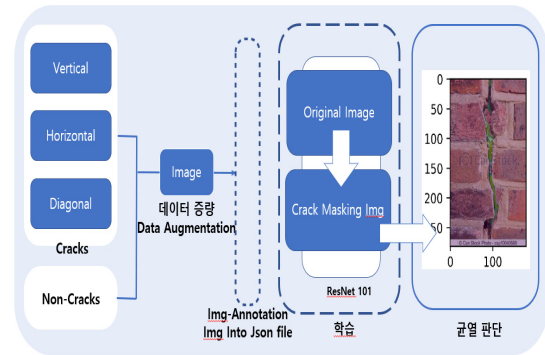 Vertical
Horizontal
Diagonal
Cracks
Non-Cracks
Image
데이터 증량
Data Augmentation
Img-Annotation
Img Into Json file
Original Image
Crack Masking Img
ResNet 101
학습
0
50
100
150
200
250
0
100
균열 판단